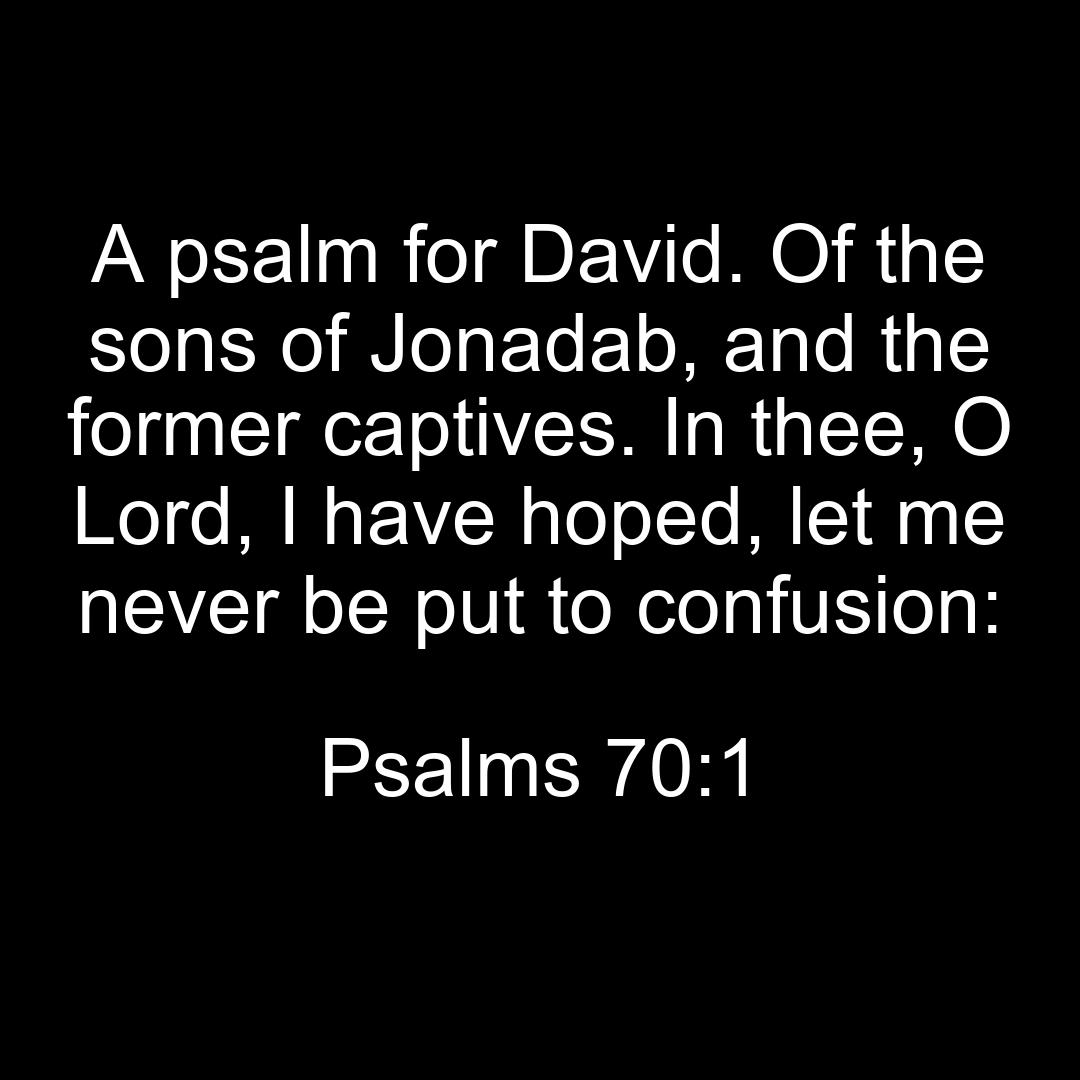 A psalm for David. Of the
sons of Jonadab, and the
former captives. In thee, O
Lord, I have hoped, let me
never be put to confusion:
Psalms 70:1